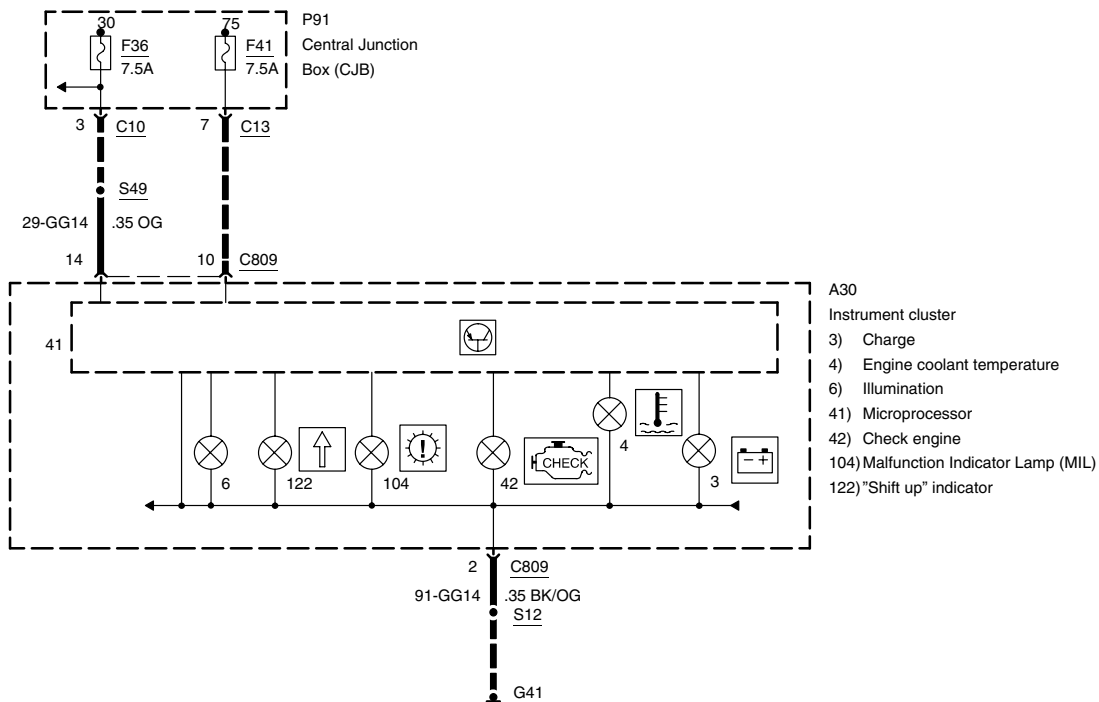 30 75 P91
F36 F41 Central Junction
7.5A 7.5A Box (CJB)
3 C10 7 C13
S49
29-GG14 .35 OG
14 10 C809
A30
Instrument cluster
3) Charge
41 4) Engine coolant temperature
6) Illumination
41) Microprocessor
42) Check engine
104) Malfunction Indicator Lamp (MIL)
122) ”Shift up” indicator
! CHECK 4 - +
6 122 104 42 3
2 C809
91-GG14 .35 BK/OG
S12
G41